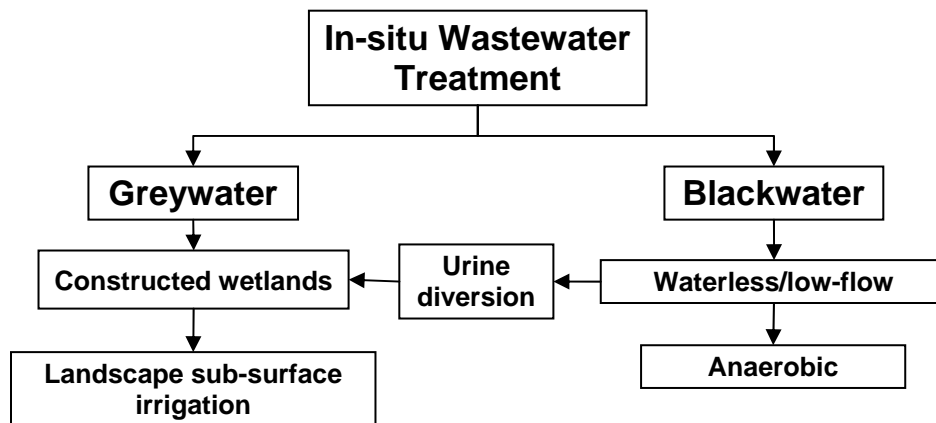 In-situ Wastewater
Treatment
Greywater
Blackwater
Constructed wetlands
Urine
diversion
Waterless/low-flow
Landscape sub-surface
irrigation
Anaerobic